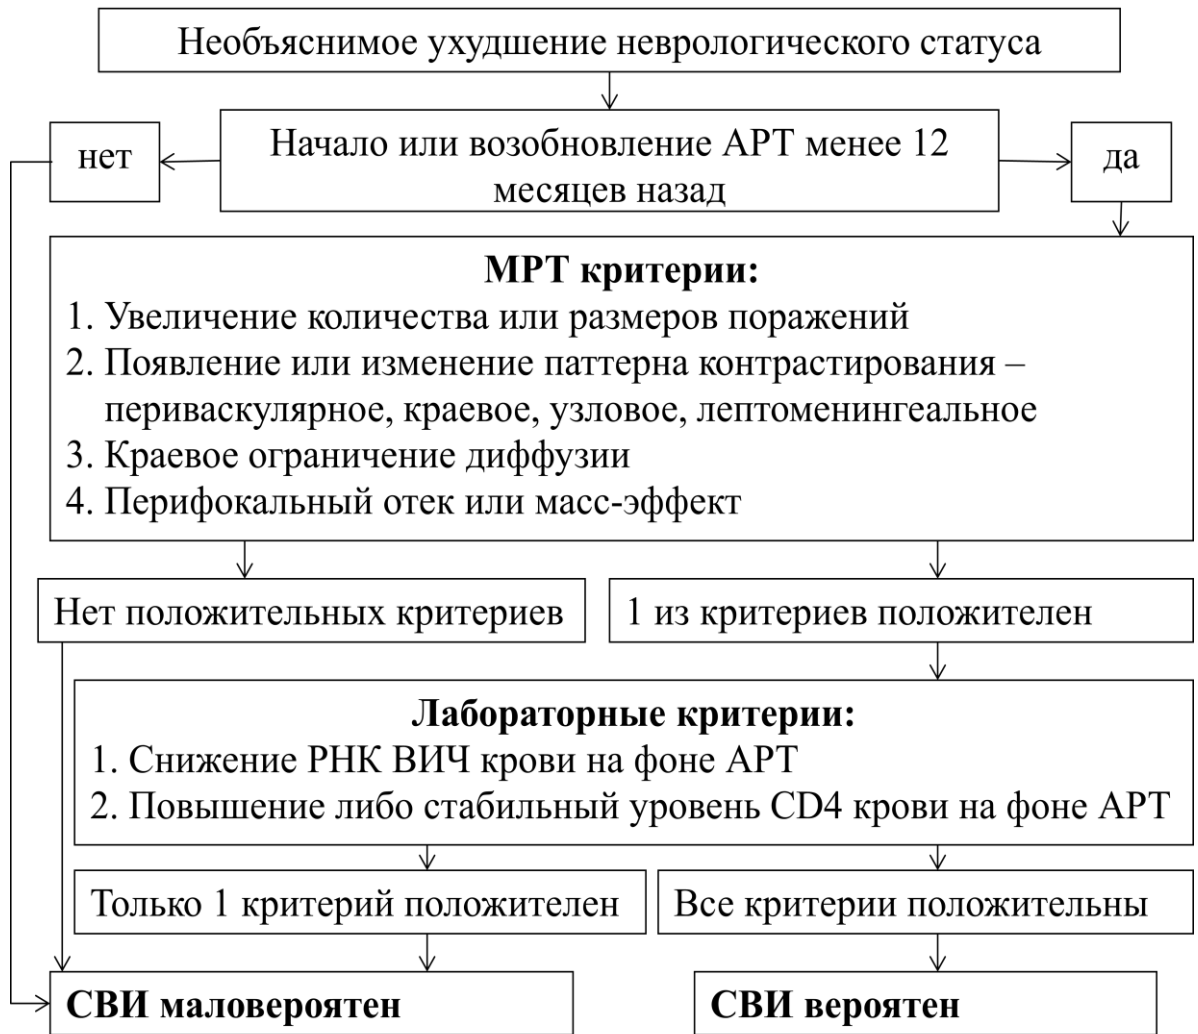 Необъяснимое ухудшение неврологического статуса
нет
Начало или возобновление АРТ менее 12
месяцев назад
да
МРТ критерии:
1. Увеличение количества или размеров поражений
2. Появление или изменение паттерна контрастирования –
периваскулярное, краевое, узловое, лептоменингеальное
3. Краевое ограничение диффузии
4. Перифокальный отек или масс-эффект
Нет положительных критериев
1 из критериев положителен
Лабораторные критерии:
1. Снижение РНК ВИЧ крови на фоне АРТ
2. Повышение либо стабильный уровень CD4 крови на фоне АРТ
Только 1 критерий положителен
Все критерии положительны
СВИ маловероятен
СВИ вероятен